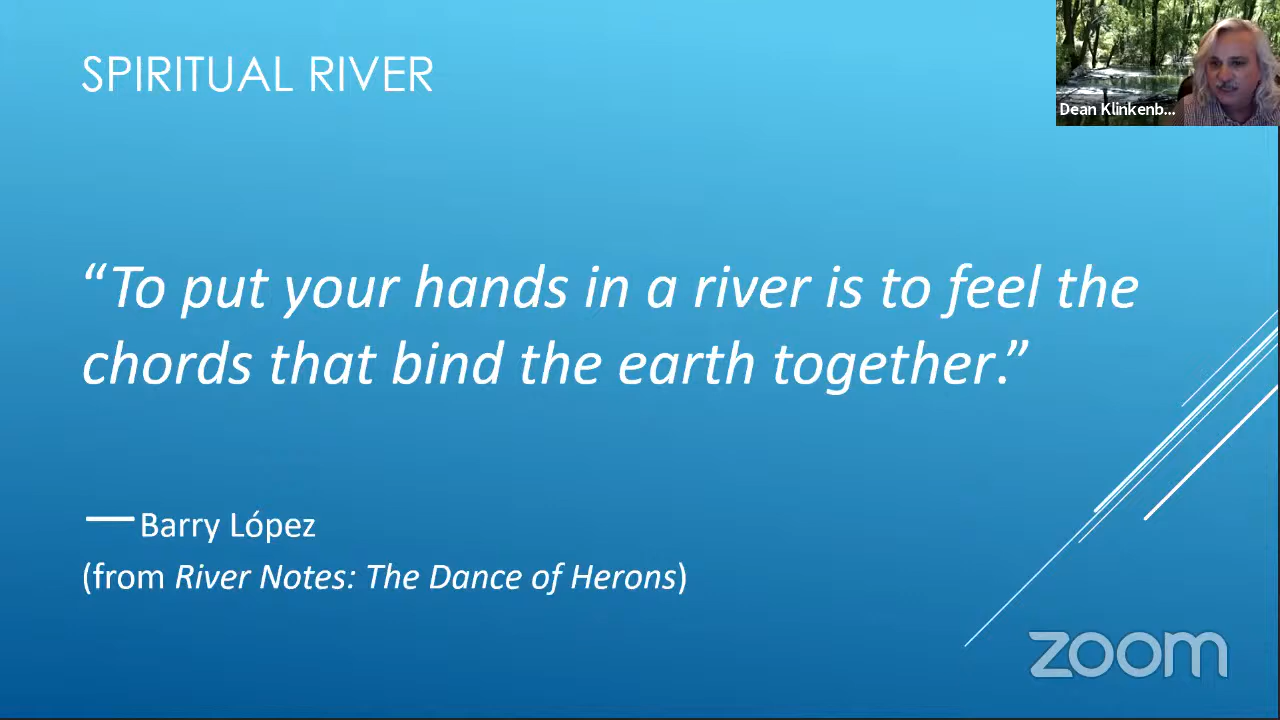 SPIRITUAL RIVER
Dean Klinkenb...
“To put your hands in a river is to feel the
chords that bind the earth together.”
—Barry López
(from River Notes: The Dance of Herons)
zoom